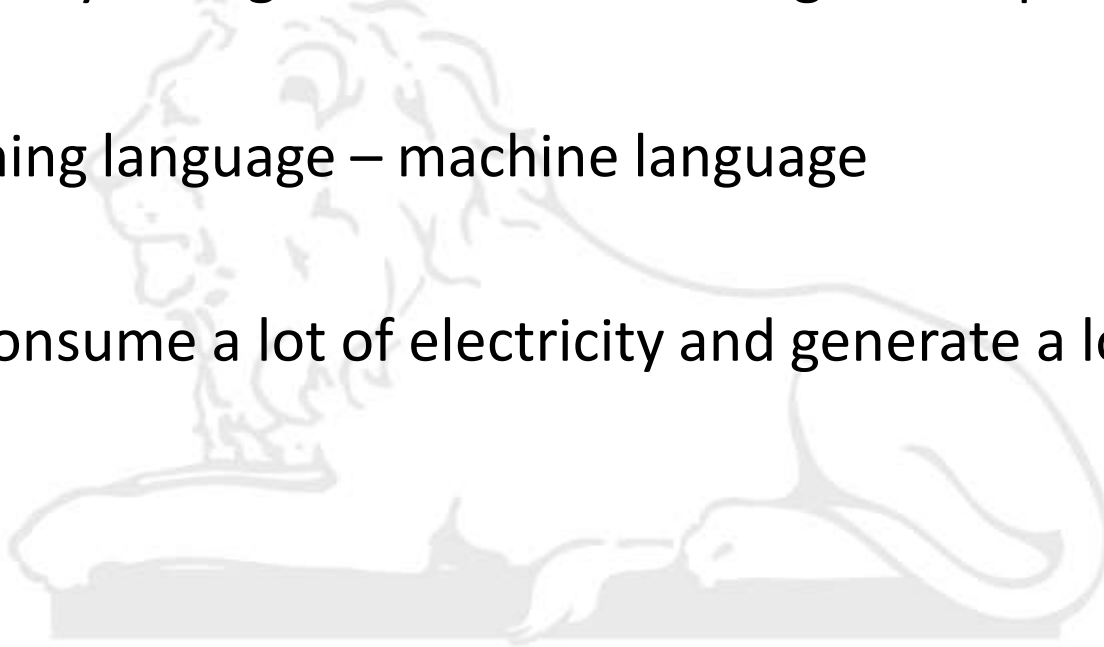 ning language – machine language
onsume a lot of electricity and generate a lo